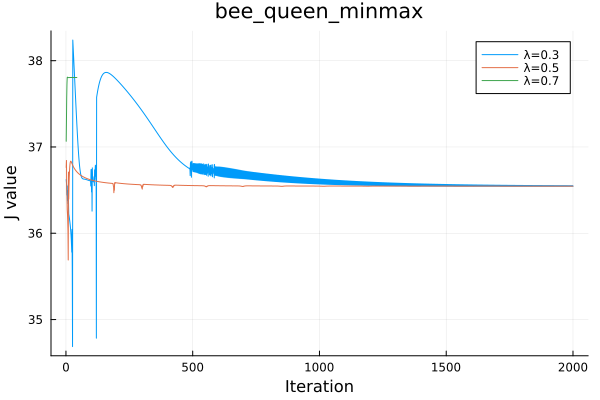 bee_queen_minmax
λ=0.3
λ=0.5
λ=0.7
38
37
36
35
J value
0 500 1000 1500 2000
Iteration